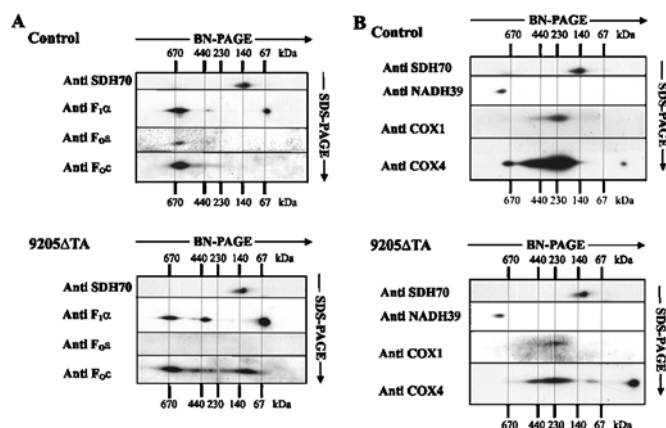 A
Control
BN-PAGE
670 440 230 140 67 kDa
Anti SDH70
Anti F₁α
Anti F₀a
Anti F₀c
SDS-PAGE
670 440 230 140 67 kDa
9205ΔTA
BN-PAGE
670 440 230 140 67 kDa
Anti SDH70
Anti F₁α
Anti F₀a
Anti F₀c
SDS-PAGE
670 440 230 140 67 kDa
B
Control
BN-PAGE
670 440 230 140 67 kDa
Anti SDH70
Anti NADH39
Anti COX1
Anti COX4
SDS-PAGE
670 440 230 140 67 kDa
9205ΔTA
BN-PAGE
670 440 230 140 67 kDa
Anti SDH70
Anti NADH39
Anti COX1
Anti COX4
SDS-PAGE
670 440 230 140 67 kDa